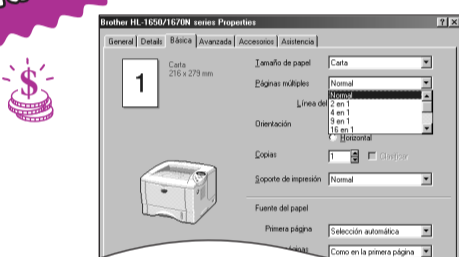 Brother HL-1650/1670N series Properties
General Details Básica Avanzada Accesorios Asistencia
1
Carta
216 x 279 mm
Tamaño de papel Carta
Páginas múltiples Normal
Normal
Línea del 2 en 1
4 en 1
9 en 1
Orientación 16 en 1
Horizontal
Copias 1 Clasificar
Soporte de impresión Normal
Fuente del papel
Primera página Selección automática
Como en la primera página
$